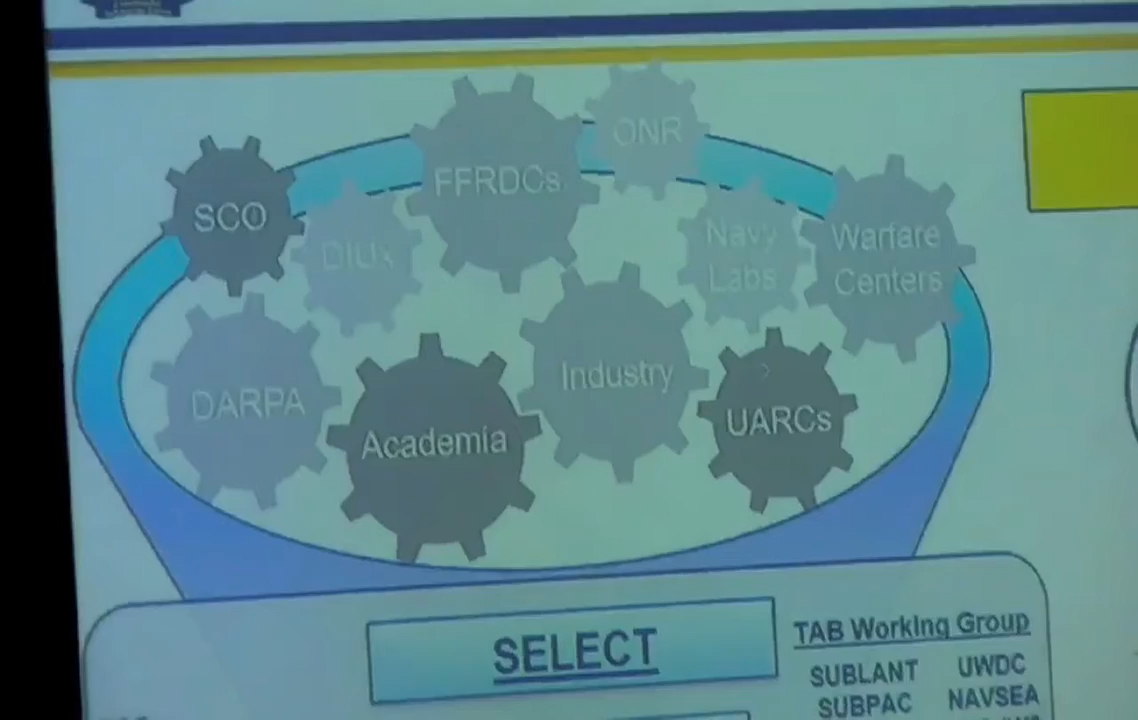 ONR
FFRDCs
SCO
DIUx
Navy
Labs
Warfare
Centers
DARPA
Academia
Industry
UARCs
SELECT
TAB Working Group
SUBLANT UWDC
SUBPAC NAVSEA